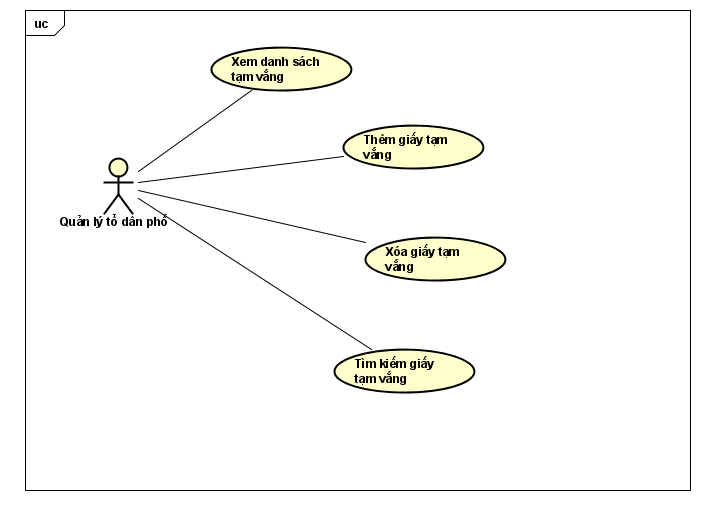 uc
Xem danh sách
tạm vắng
Thêm giấy tạm
vắng
Quản lý tổ dân phố
Xóa giấy tạm
vắng
Tìm kiếm giấy
tạm vắng